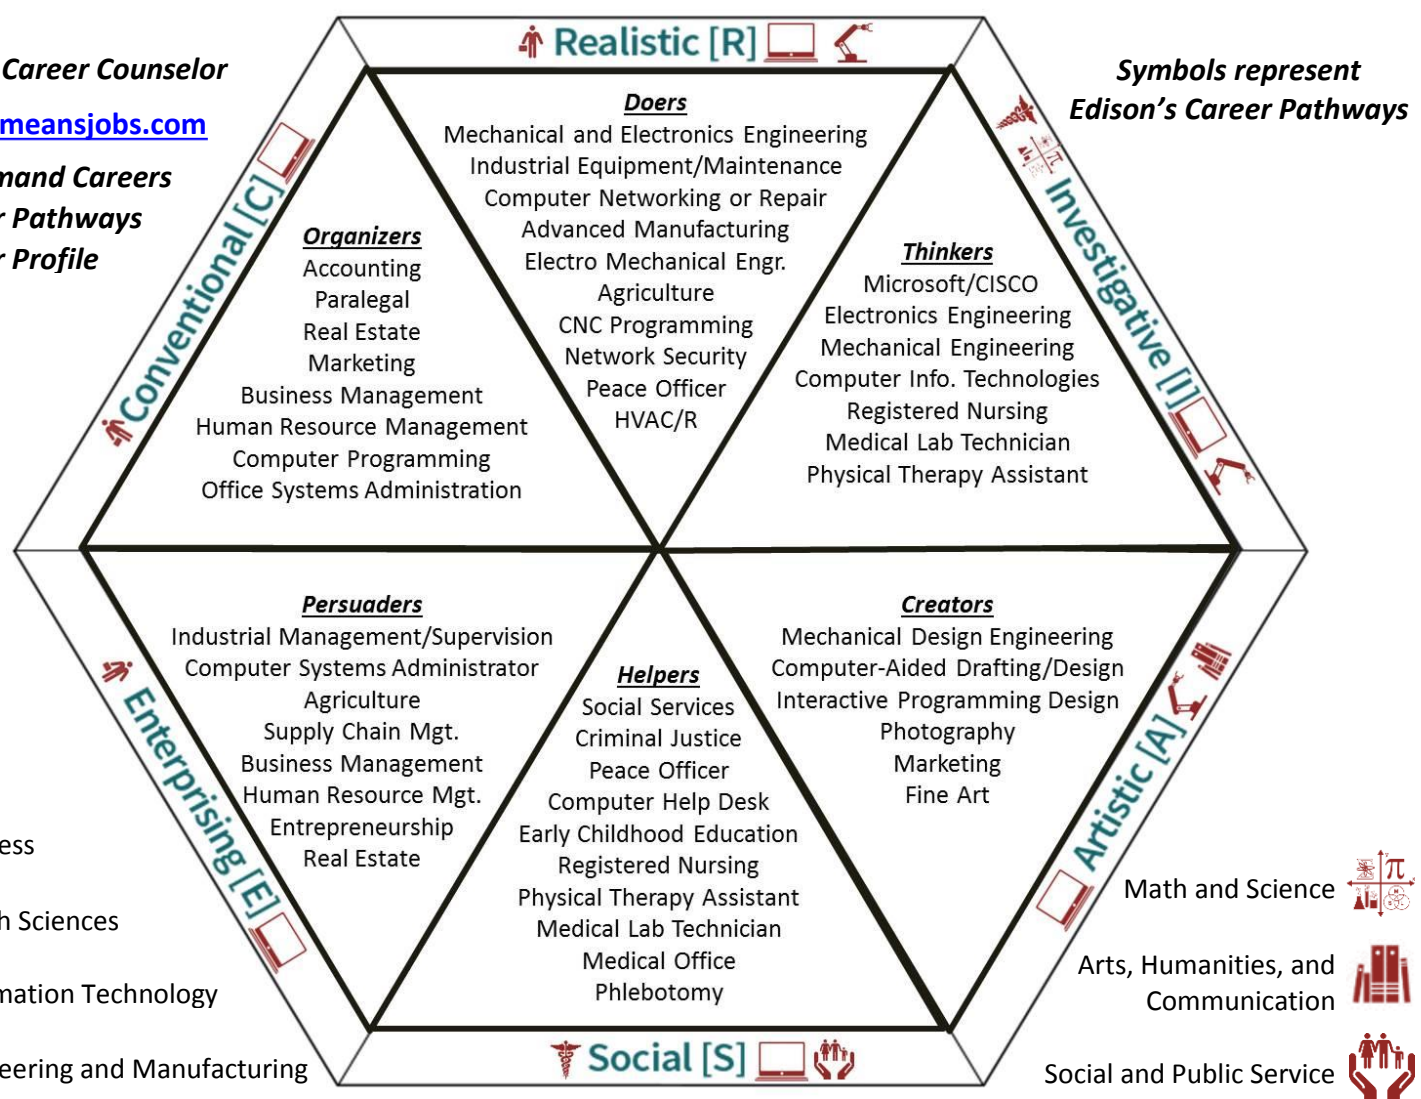 Realistic [R]
Career Counselor
meansjobs.com
mand Careers
r Pathways
r Profile
Symbols represent
Edison's Career Pathways
Conventional [C]
Organizers
Accounting
Paralegal
Real Estate
Marketing
Business Management
Human Resource Management
Computer Programming
Office Systems Administration
Doers
Mechanical and Electronics Engineering
Industrial Equipment/Maintenance
Computer Networking or Repair
Advanced Manufacturing
Electro Mechanical Engr.
Agriculture
CNC Programming
Network Security
Peace Officer
HVAC/R
Thinkers
Microsoft/CISCO
Electronics Engineering
Mechanical Engineering
Computer Info. Technologies
Registered Nursing
Medical Lab Technician
Physical Therapy Assistant
Investigative [I]
Enterprising [E]
Persuaders
Industrial Management/Supervision
Computer Systems Administrator
Agriculture
Supply Chain Mgt.
Business Management
Human Resource Mgt.
Entrepreneurship
Real Estate
Helpers
Social Services
Criminal Justice
Peace Officer
Computer Help Desk
Early Childhood Education
Registered Nursing
Physical Therapy Assistant
Medical Lab Technician
Medical Office
Phlebotomy
Creators
Mechanical Design Engineering
Computer-Aided Drafting/Design
Interactive Programming Design
Photography
Marketing
Fine Art
Artistic [A]
ess
h Sciences
mation Technology
eering and Manufacturing
Social [S]
Math and Science
Arts, Humanities, and
Communication
Social and Public Service